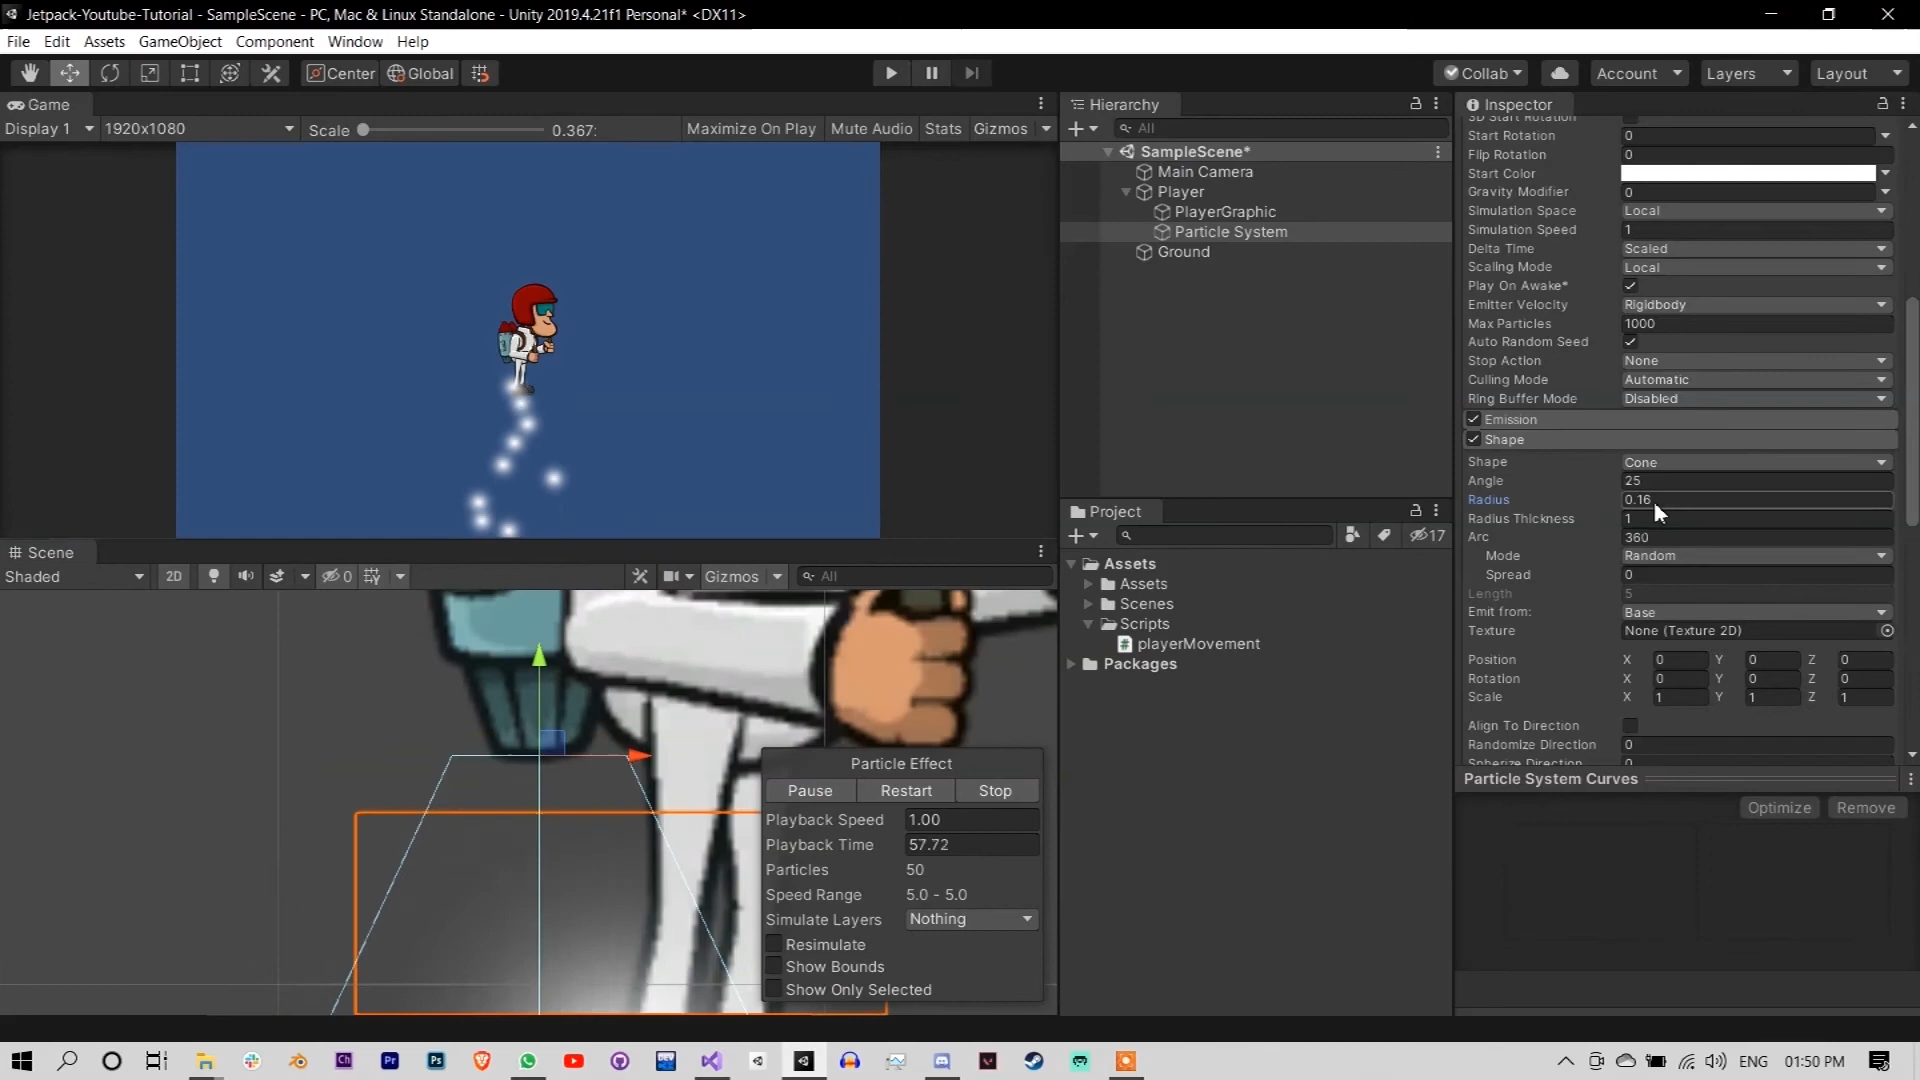 Jetpack-Youtube-Tutorial - SampleScene - PC, Mac & Linux Standalone - Unity 2019.4.21f1 Personal* <DX11>
File Edit Assets GameObject Component Window Help
Center Global Collab Account Layers Layout
Game
Display 1 1920x1080 Scale 0.367: Maximize On Play Mute Audio Stats Gizmos
Scene
Shaded 2D 0 Gizmos All
Particle Effect
Pause Restart Stop
Playback Speed 1.00
Playback Time 57.72
Particles 50
Speed Range 5.0 - 5.0
Simulate Layers Nothing
Resimulate
Show Bounds
Show Only Selected
Hierarchy
All
SampleScene*
Main Camera
Player
PlayerGraphic
Particle System
Ground
Project
17
Assets
Assets
Scenes
Scripts
playerMovement
Packages
Inspector
3D Start Rotation
Start Rotation 0
Flip Rotation 0
Start Color
Gravity Modifier 0
Simulation Space Local
Simulation Speed 1
Delta Time Scaled
Scaling Mode Local
Play On Awake*
Emitter Velocity Rigidbody
Max Particles 1000
Auto Random Seed
Stop Action None
Culling Mode Automatic
Ring Buffer Mode Disabled
Emission
Shape
Shape Cone
Angle 25
Radius 0.16
Radius Thickness 1
Arc 360
Mode Random
Spread 0
Length 5
Emit from: Base
Texture None (Texture 2D)
Position X 0 Y 0 Z 0
Rotation X 0 Y 0 Z 0
Scale X 1 Y 1 Z 1
Align To Direction
Randomize Direction 0
Spherize Direction 0
Particle System Curves
Optimize Remove
Ch Pr Ps ENG 01:50 PM